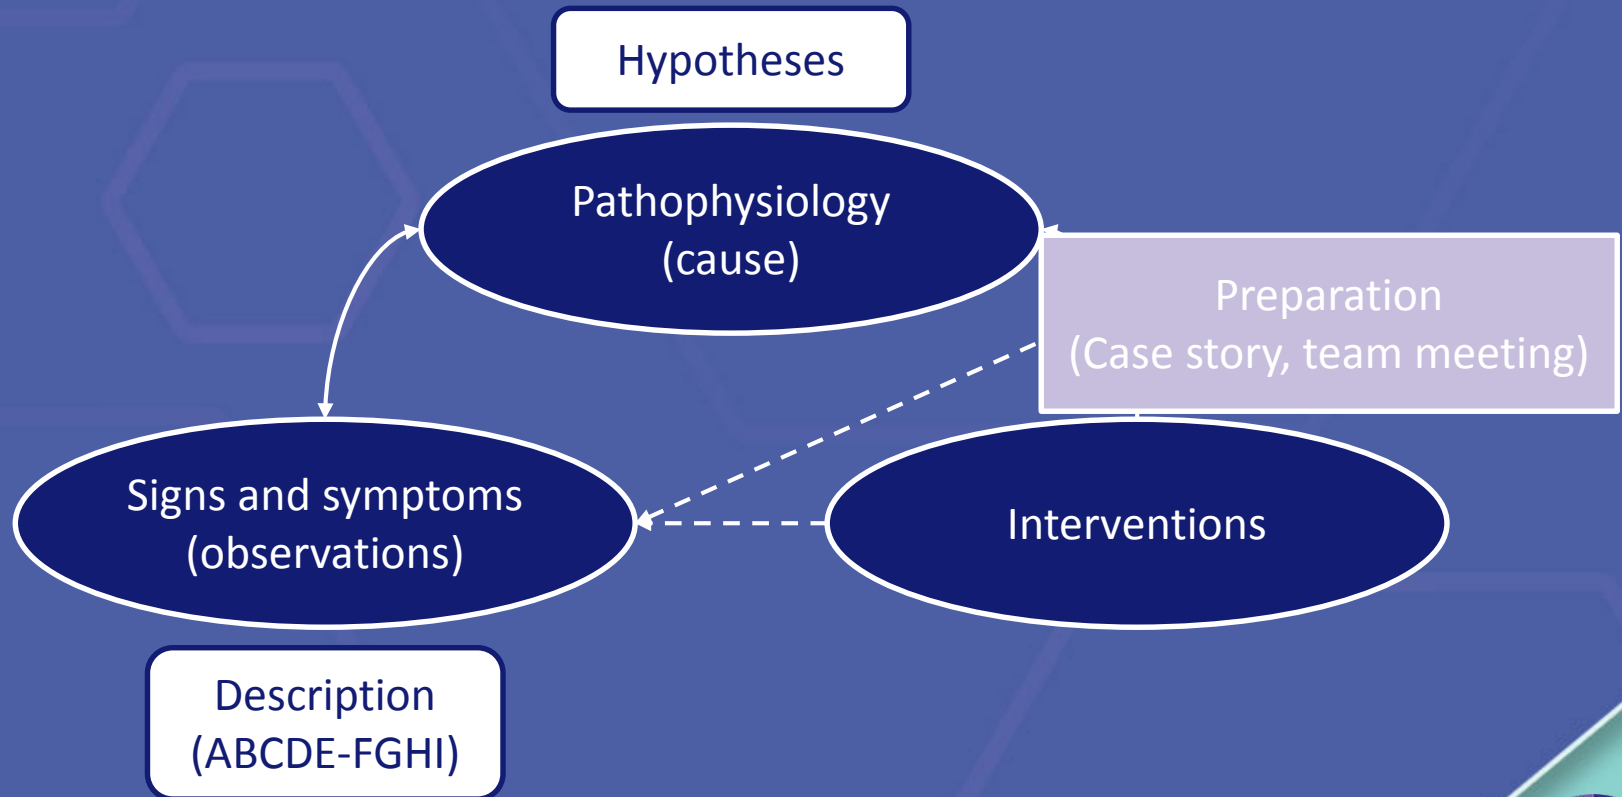 Hypotheses
Pathophysiology
(cause)
Preparation
(Case story, team meeting)
Signs and symptoms
(observations)
Interventions
Description
(ABCDE-FGHI)